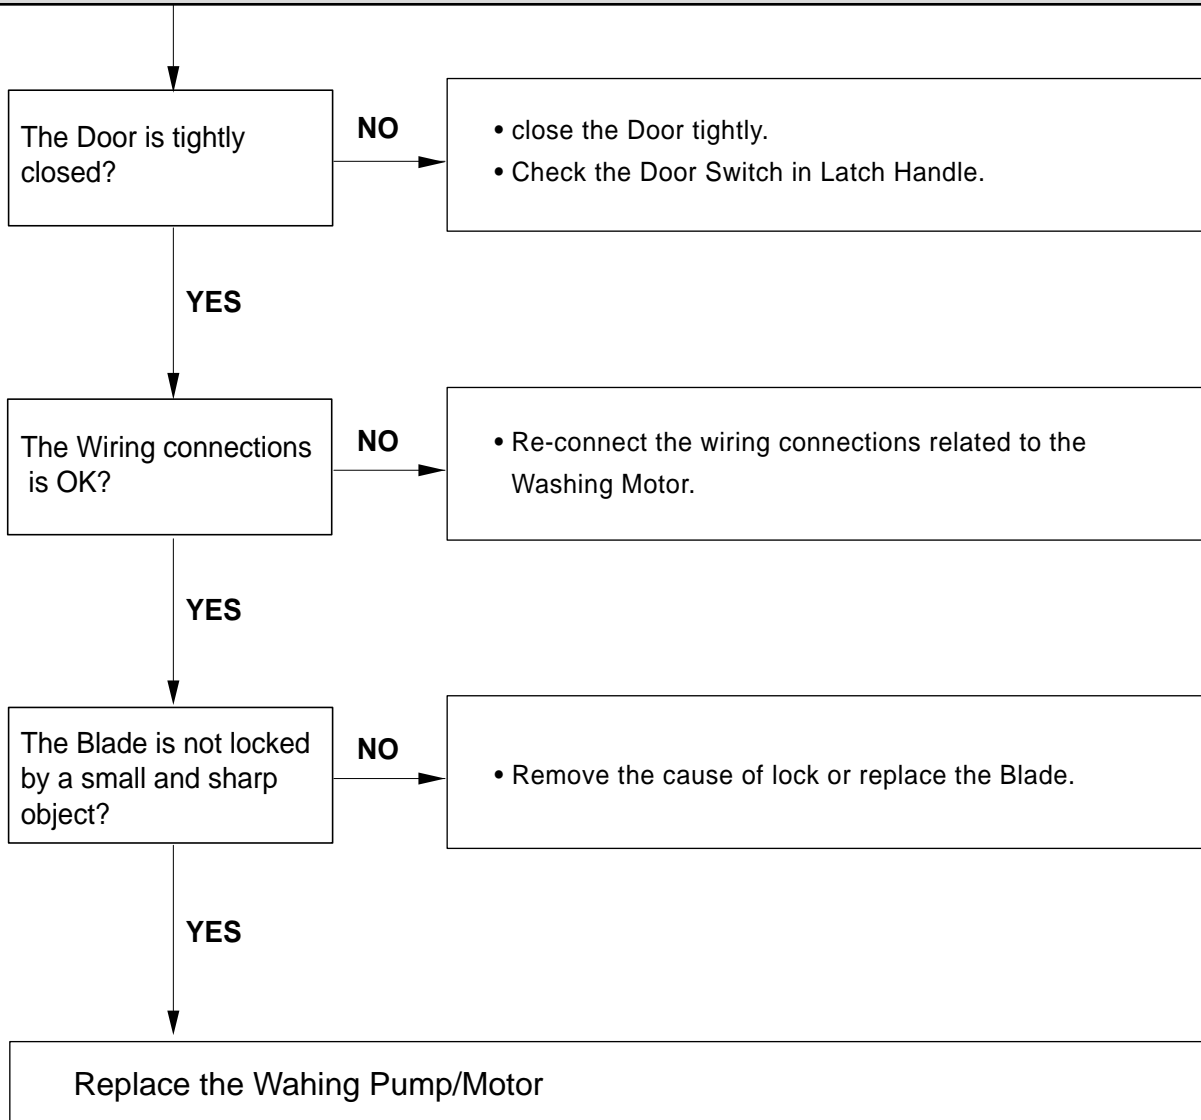 The Door is tightly
closed?
NO
• close the Door tightly.
• Check the Door Switch in Latch Handle.
YES
The Wiring connections
is OK?
NO
• Re-connect the wiring connections related to the
Washing Motor.
YES
The Blade is not locked
by a small and sharp
object?
NO
• Remove the cause of lock or replace the Blade.
YES
Replace the Wahing Pump/Motor